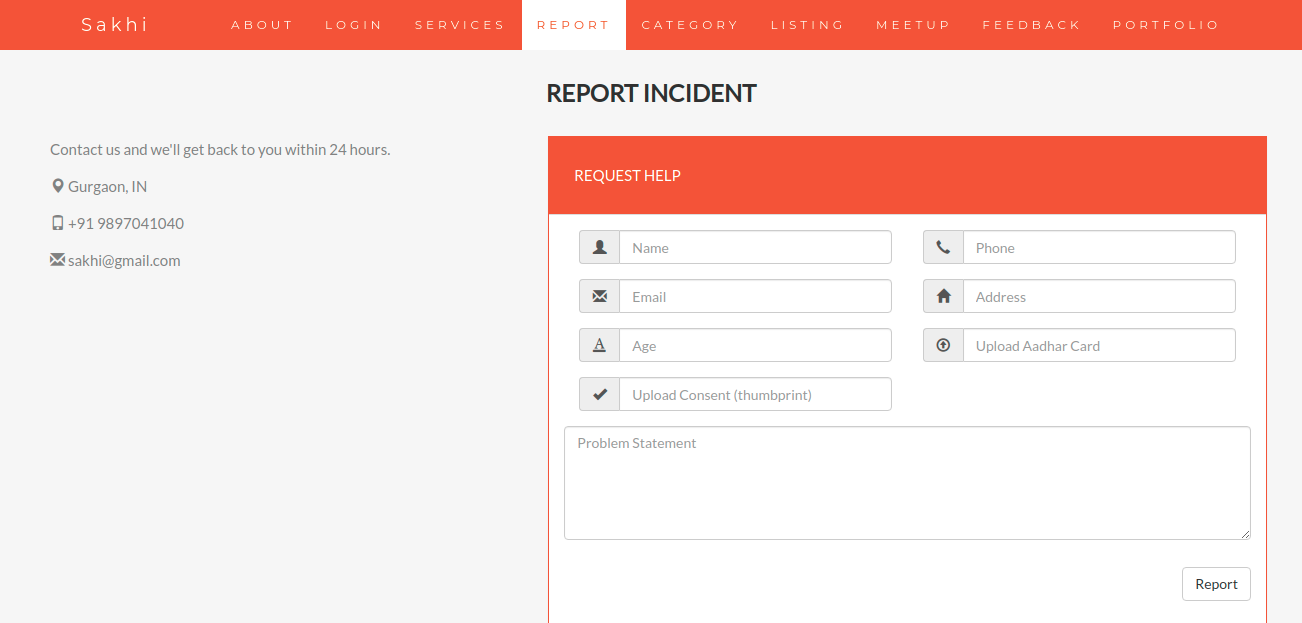 Sakhi ABOUT LOGIN SERVICES REPORT CATEGORY LISTING MEETUP FEEDBACK PORTFOLIO
REPORT INCIDENT
Contact us and we'll get back to you within 24 hours.
Gurgaon, IN
+91 9897041040
sakhi@gmail.com
REQUEST HELP
Name Phone
Email Address
Age Upload Aadhar Card
Upload Consent (thumbprint)
Problem Statement
Report